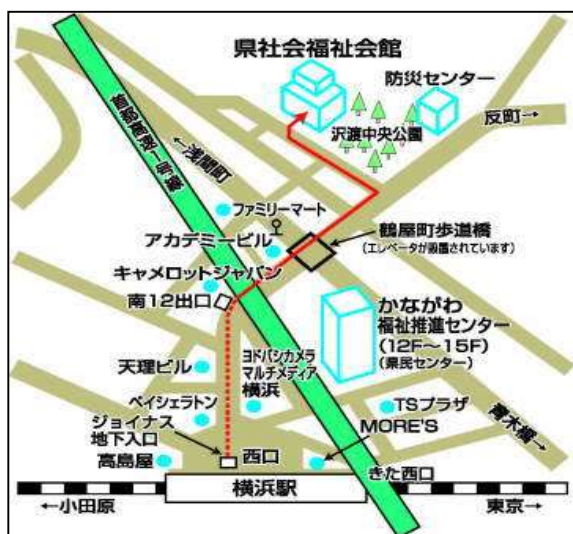 県社会福祉会館
防災センター
反町→
沢渡中央公園
首都高速一号線
←浅間町
ファミリーマート
鶴屋町歩道橋
(エレベータが設置されています)
アカデミービル
キャメロットジャパン
南12出口
かながわ
福祉推進センター
(12F〜15F)
(県民センター)
天理ビル
ヨドバシカメラ
マルチメディア
横浜
ベイシェラトン
TSプラザ
青木橋→
ジョイナス
地下入口
MORE'S
高島屋
西口
きた西口
横浜駅
←小田原
東京→